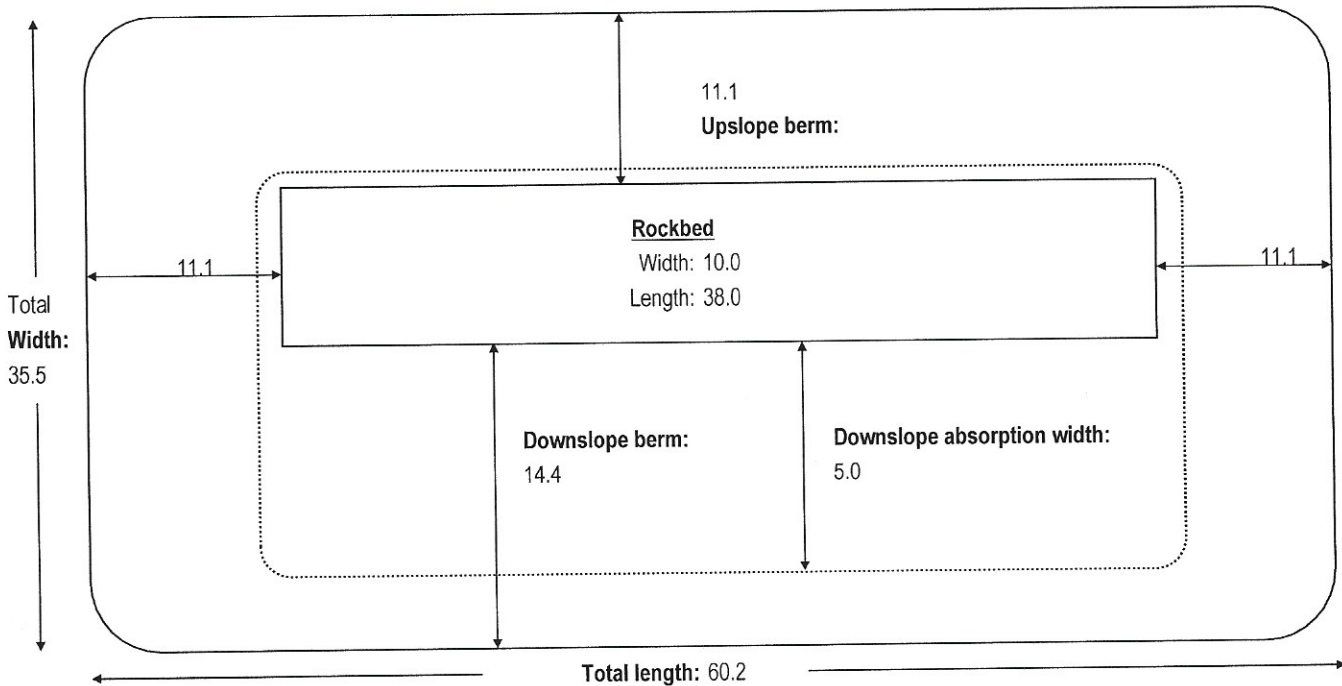 11.1
Upslope berm:
Rockbed
Width: 10.0
Length: 38.0
11.1
11.1
Total
Width:
35.5
Downslope berm:
14.4
Downslope absorption width:
5.0
Total length: 60.2